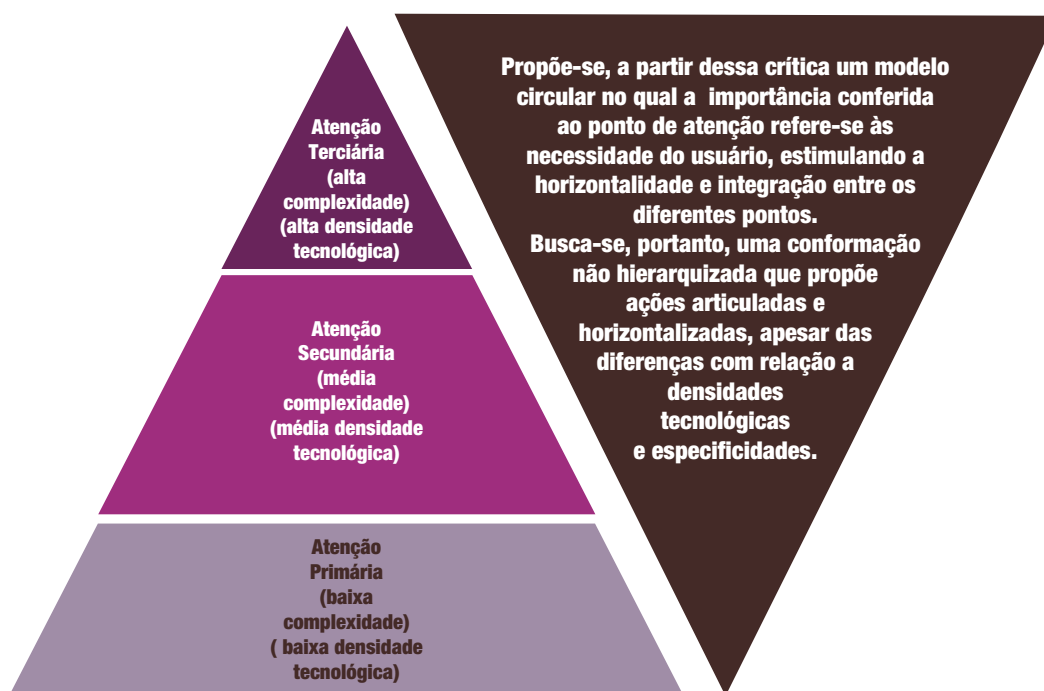 Atenção
Terciária
(alta
complexidade)
(alta densidade
tecnológica)
Atenção
Secundária
(média
complexidade)
(média densidade
tecnológica)
Atenção
Primária
(baixa
complexidade)
( baixa densidade
tecnológica)
Propõe-se, a partir dessa crítica um modelo
circular no qual a importância conferida
ao ponto de atenção refere-se às
necessidade do usuário, estimulando a
horizontalidade e integração entre os
diferentes pontos.
Busca-se, portanto, uma conformação
não hierarquizada que propõe
ações articuladas e
horizontalizadas, apesar das
diferenças com relação a
densidades
tecnológicas
e especificidades.